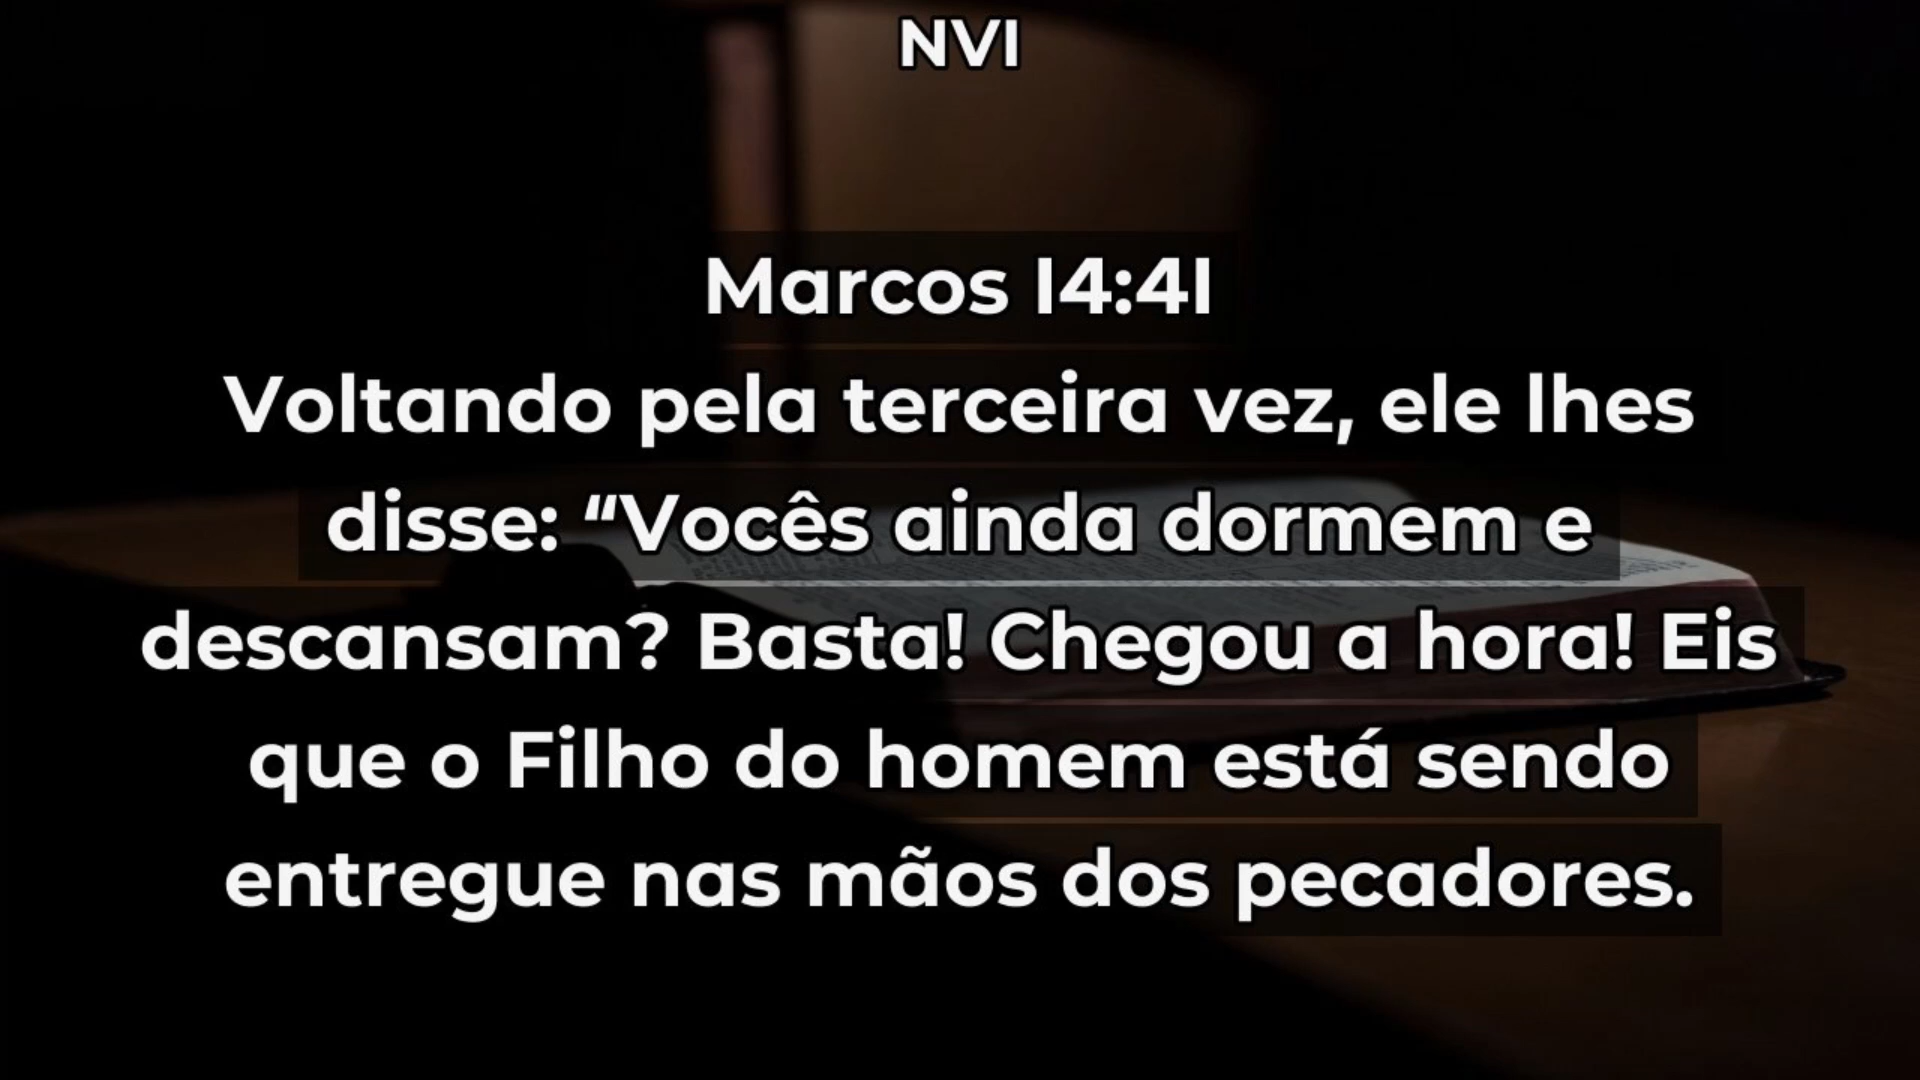 NVI
Marcos 14:41
Voltando pela terceira vez, ele lhes
disse: “Vocês ainda dormem e
descansam? Basta! Chegou a hora! Eis
que o Filho do homem está sendo
entregue nas mãos dos pecadores.